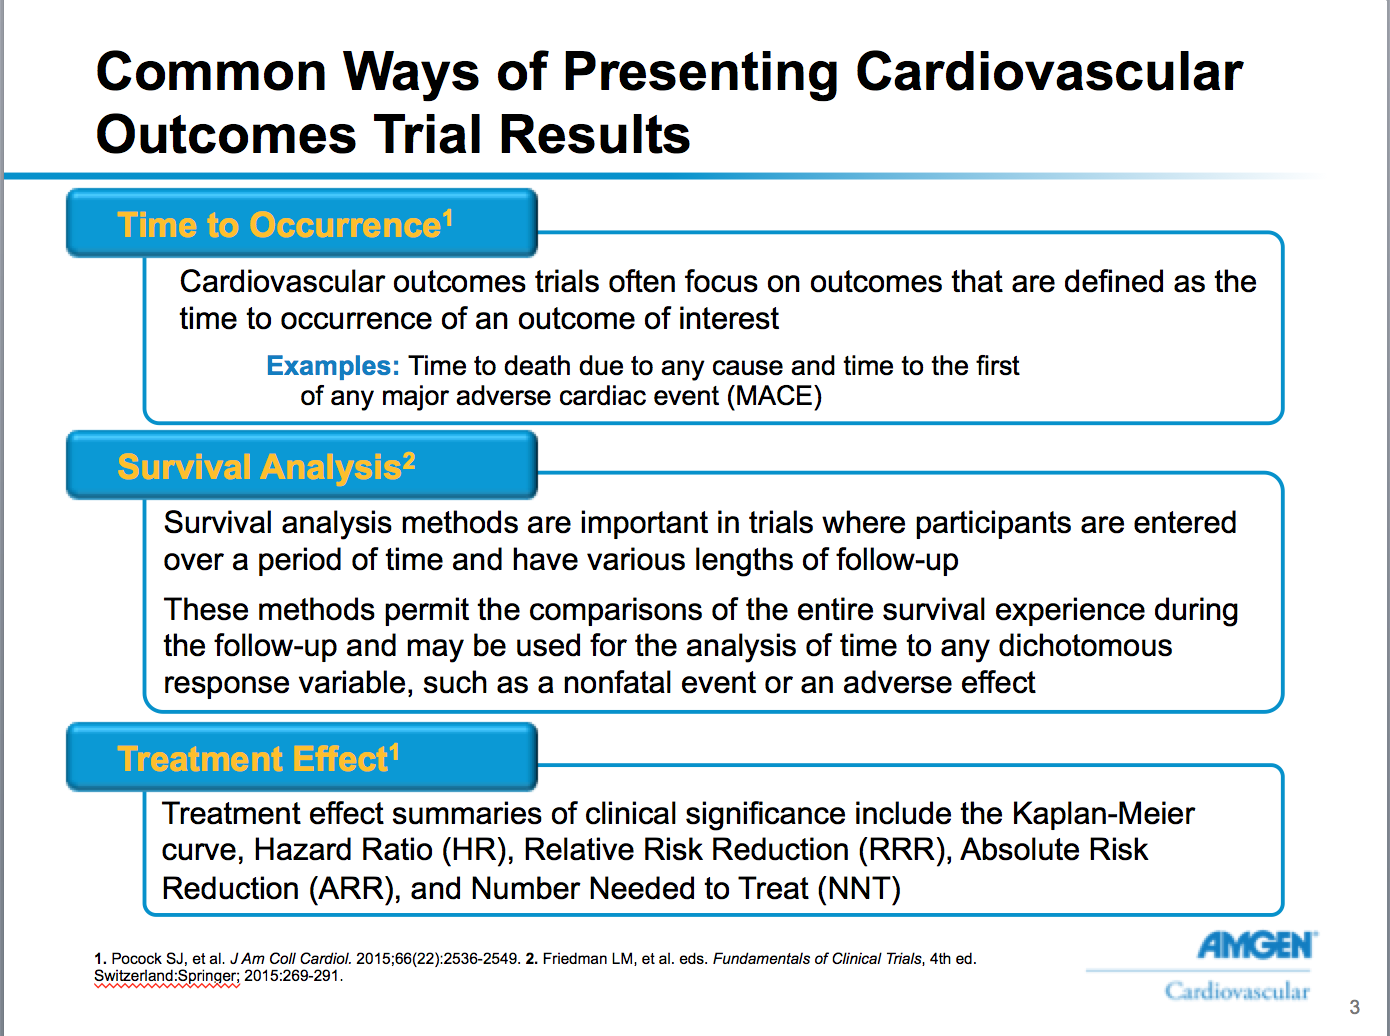 Common Ways of Presenting Cardiovascular
Outcomes Trial Results
Time to Occurrence1
Cardiovascular outcomes trials often focus on outcomes that are defined as the
time to occurrence of an outcome of interest
Examples: Time to death due to any cause and time to the first
of any major adverse cardiac event (MACE)
Survival Analysis2
Survival analysis methods are important in trials where participants are entered
over a period of time and have various lengths of follow-up
These methods permit the comparisons of the entire survival experience during
the follow-up and may be used for the analysis of time to any dichotomous
response variable, such as a nonfatal event or an adverse effect
Treatment Effect1
Treatment effect summaries of clinical significance include the Kaplan-Meier
curve, Hazard Ratio (HR), Relative Risk Reduction (RRR), Absolute Risk
Reduction (ARR), and Number Needed to Treat (NNT)
1. Pocock SJ, et al. J Am Coll Cardiol. 2015;66(22):2536-2549. 2. Friedman LM, et al. eds. Fundamentals of Clinical Trials, 4th ed.
Switzerland:Springer; 2015:269-291.
AMGEN®
Cardiovascular
3